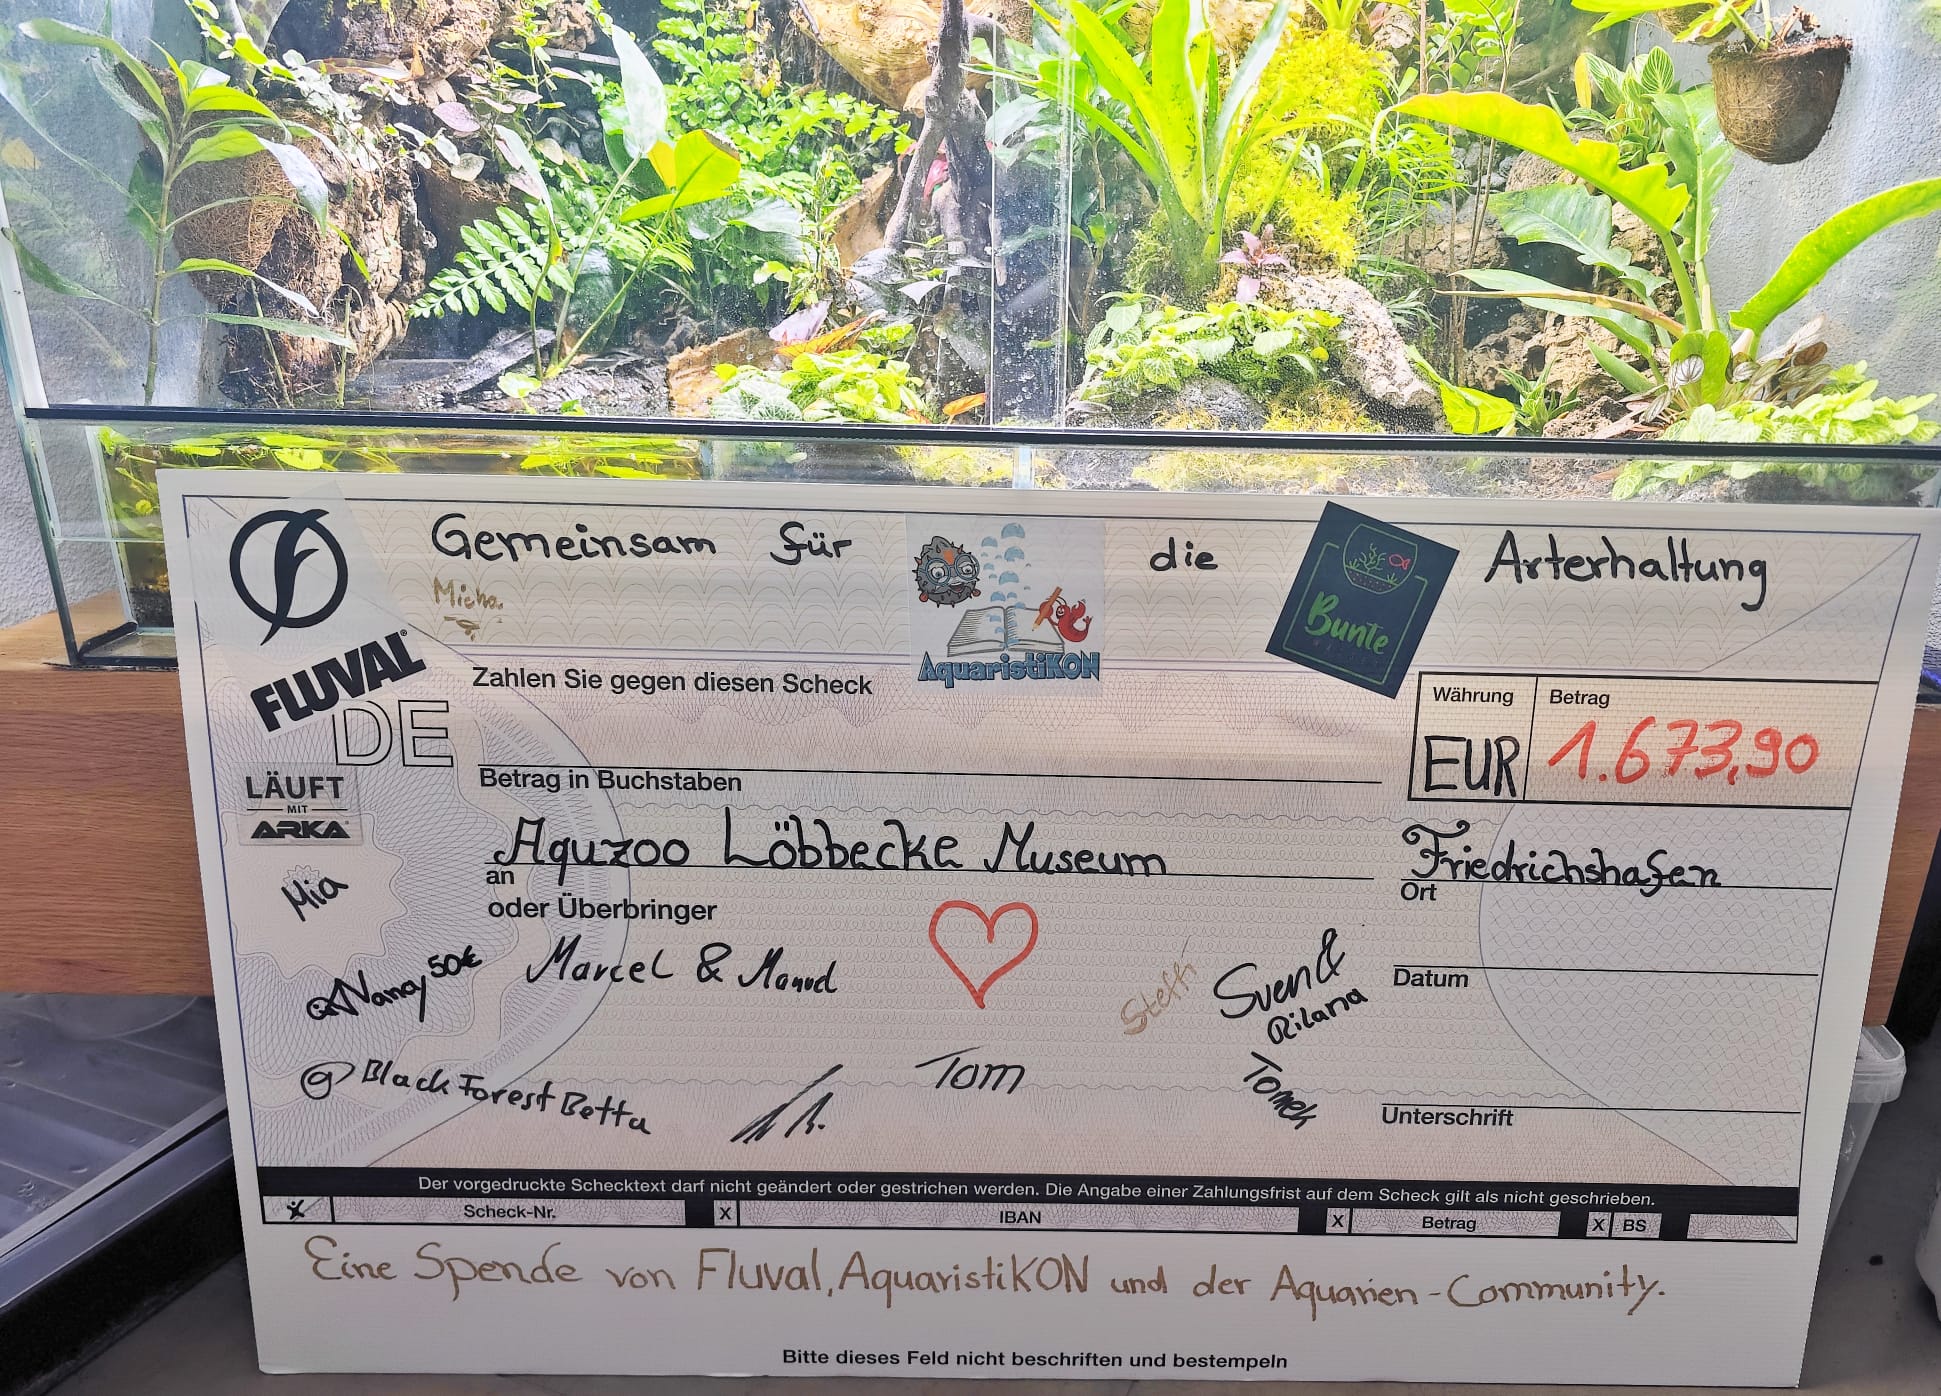 Gemeinsam für die Arterhaltung
Micha
FLUVAL®
AquaristiKON
Bunte
Zahlen Sie gegen diesen Scheck
DE
Währung
Betrag
EUR
1.673,90
Betrag in Buchstaben
LÄUFT
MIT
ARKA
Aquzoo Löbbecke Museum
Friedrichshafen
an
Ort
oder Überbringer
Mia
Nancy 50€
Marcel & Manuel
Steffi
Sven &
Rilana
Datum
Black Forest Betta
Tom
Tomek
Unterschrift
Der vorgedruckte Schecktext darf nicht geändert oder gestrichen werden. Die Angabe einer Zahlungsfrist auf dem Scheck gilt als nicht geschrieben.
Scheck-Nr. X IBAN X Betrag X BS
Eine Spende von Fluval, AquaristiKON und der Aquarien-Community.
Bitte dieses Feld nicht beschriften und bestempeln